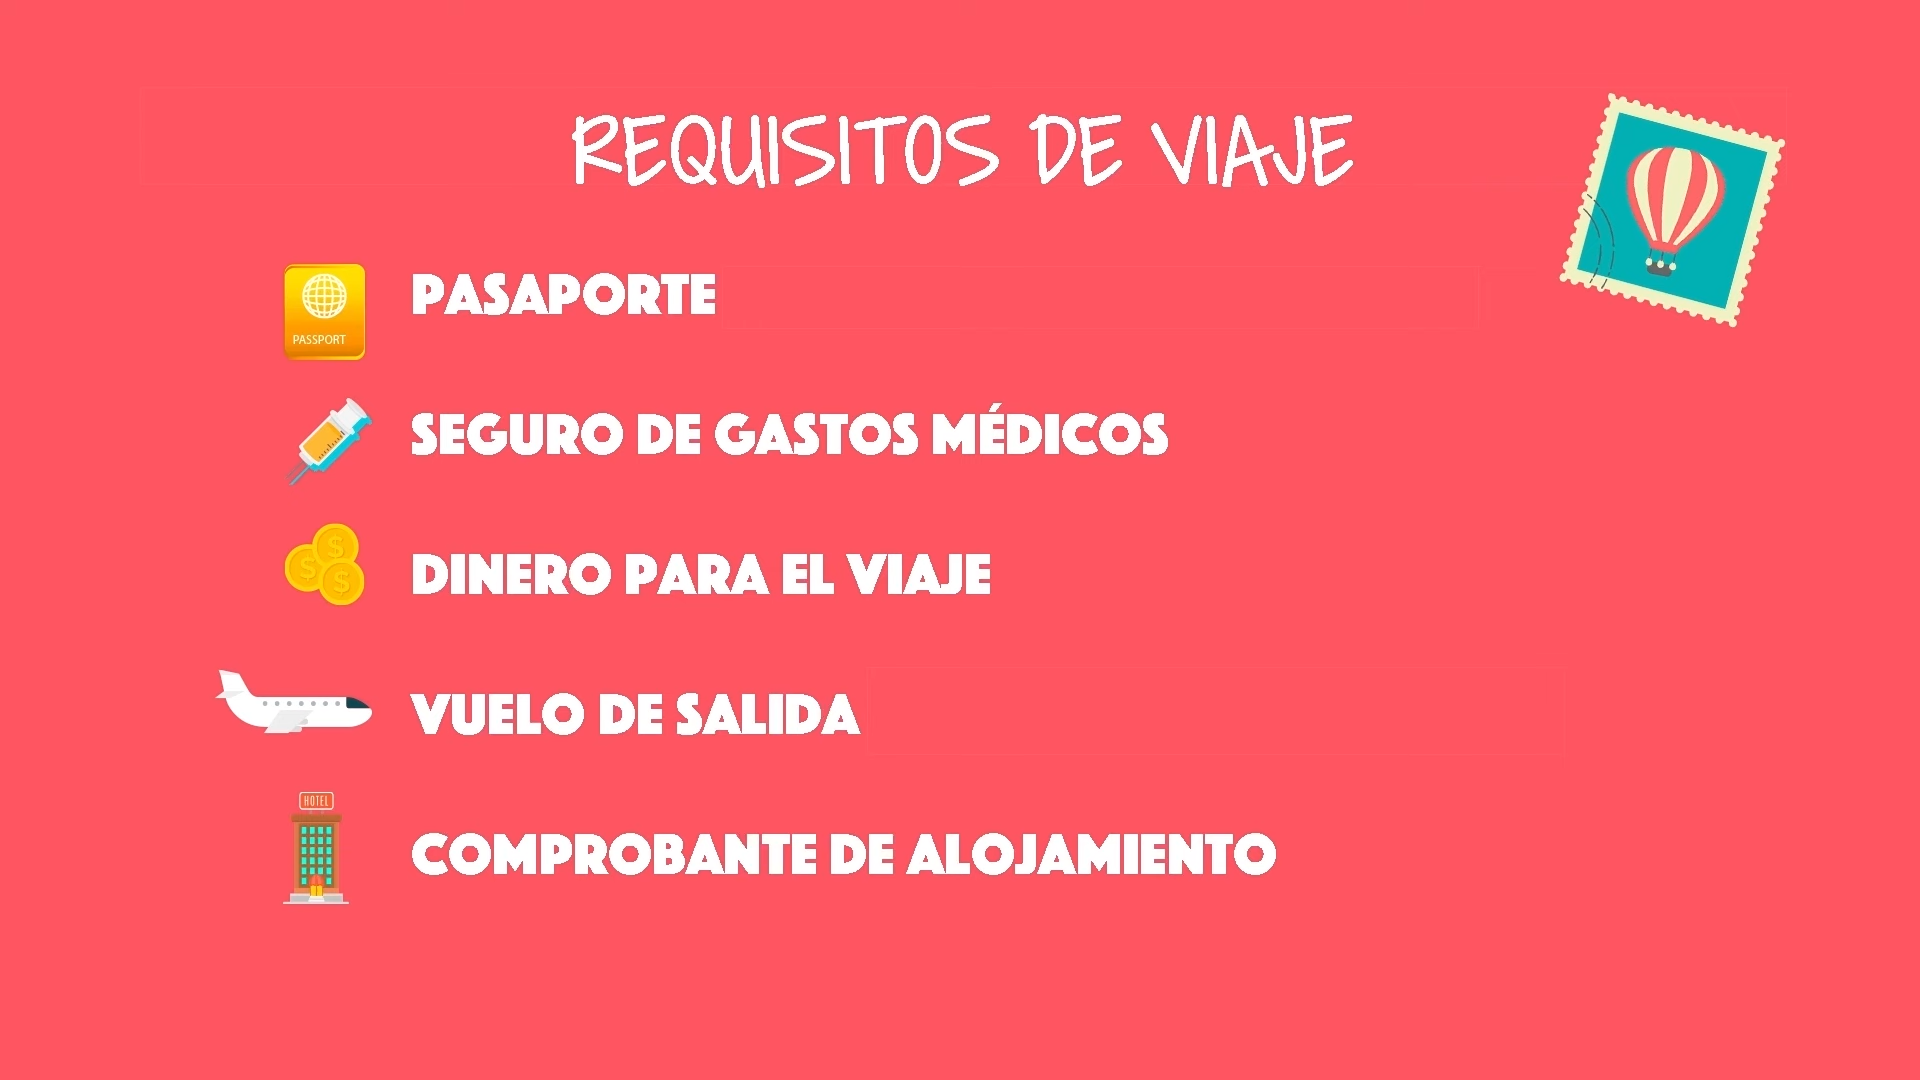 REQUISITOS DE VIAJE
PASAPORTE
PASSPORT
SEGURO DE GASTOS MÉDICOS
DINERO PARA EL VIAJE
VUELO DE SALIDA
HOTEL
COMPROBANTE DE ALOJAMIENTO